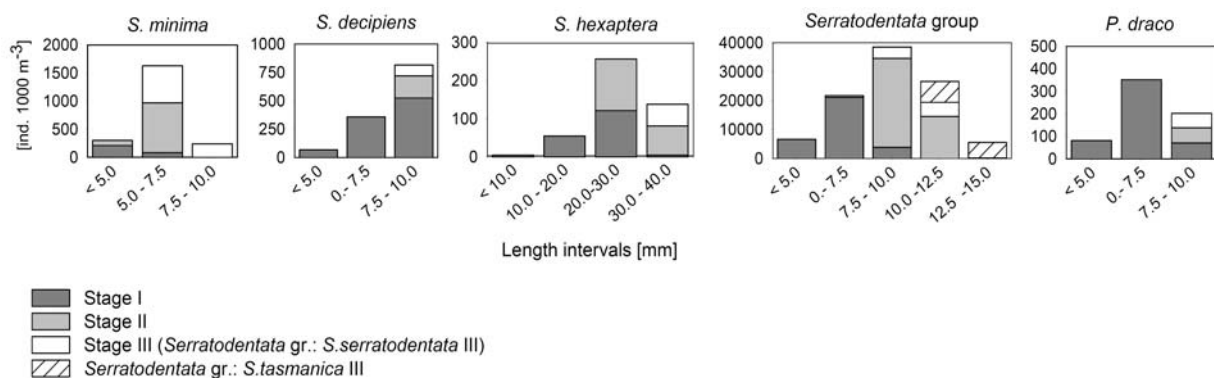 S. minima
S. decipiens
S. hexaptera
Serratodentata group
P. draco
[ind. 1000 m-3]
2000
1500
1000
500
0
< 5.0
5.0 - 7.5
7.5 - 10.0
1000
750
500
250
0
< 5.0
0.- 7.5
7.5 - 10.0
300
200
100
0
< 10.0
10.0 - 20.0
20.0-30.0
30.0 - 40.0
40000
30000
20000
10000
0
< 5.0
0.- 7.5
7.5 - 10.0
10.0 -12.5
12.5 -15.0
500
400
300
200
100
0
< 5.0
0.- 7.5
7.5 - 10.0
Length intervals [mm]
Stage I
Stage II
Stage III (Serratodentata gr.: S.serratodentata III)
Serratodentata gr.: S.tasmanica III